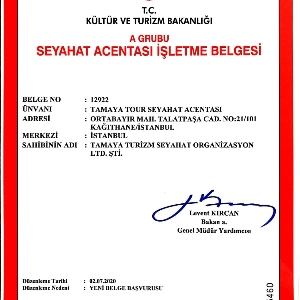 T.C.
KÜLTÜR VE TURİZM BAKANLIĞI
A GRUBU
SEYAHAT ACENTASI İŞLETME BELGESİ
BELGE NO : 12922
ÜNVANI : TAMAYA TOUR SEYAHAT ACENTASI
ADRESİ : ORTABAYIR MAH. TALATPAŞA CAD. NO:21/101
KAĞITHANE/İSTANBUL
MERKEZİ : İSTANBUL
SAHİBİNİN ADI : TAMAYA TURİZM SEYAHAT ORGANİZASYON
LTD. ŞTİ.
Levent KIRCAN
Bakan a.
Genel Müdür Yardımcısı
Düzenleme Tarihi : 02.07.2020
Düzenleme Nedeni : YENİ BELGE BAŞVURUSU
460